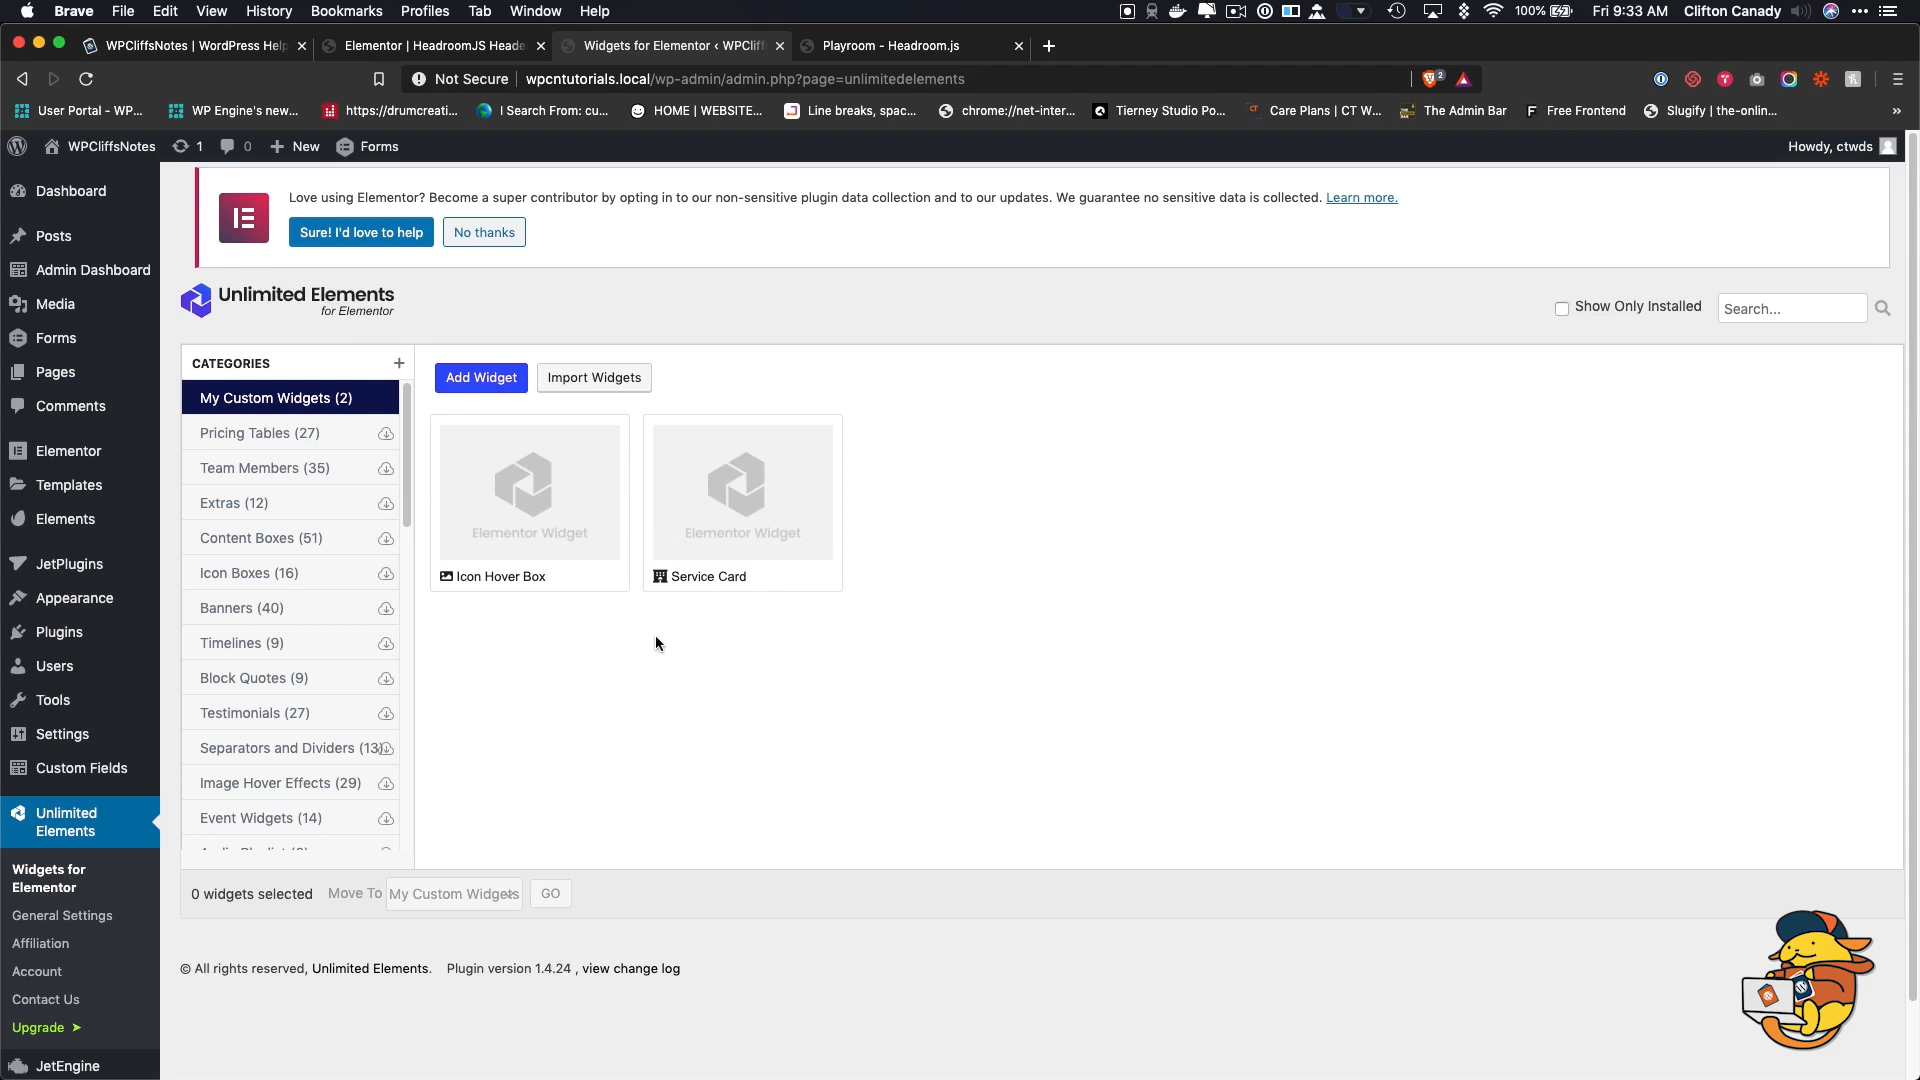 Brave File Edit View History Bookmarks Profiles Tab Window Help
100% Fri 9:33 AM Clifton Canady
WPCliffsNotes | WordPress Help
Elementor | HeadroomJS Heade
Widgets for Elementor ‹ WPCliff
Playroom - Headroom.js
Not Secure wpcntutorials.local/wp-admin/admin.php?page=unlimitedelements
2
User Portal - WP...
WP Engine's new...
https://drumcreati...
I Search From: cu...
HOME | WEBSITE...
Line breaks, spac...
chrome://net-inter...
Tierney Studio Po...
Care Plans | CT W...
The Admin Bar
Free Frontend
Slugify | the-onlin...
WPCliffsNotes 1 0 New Forms
Howdy, ctwds
Dashboard
Posts
Admin Dashboard
Media
Forms
Pages
Comments
Elementor
Templates
Elements
JetPlugins
Appearance
Plugins
Users
Tools
Settings
Custom Fields
Unlimited
Elements
Widgets for
Elementor
General Settings
Affiliation
Account
Contact Us
Upgrade ➤
JetEngine
Love using Elementor? Become a super contributor by opting in to our non-sensitive plugin data collection and to our updates. We guarantee no sensitive data is collected. Learn more.
Sure! I'd love to help
No thanks
Unlimited Elements
for Elementor
Show Only Installed
Search...
CATEGORIES +
My Custom Widgets (2)
Pricing Tables (27)
Team Members (35)
Extras (12)
Content Boxes (51)
Icon Boxes (16)
Banners (40)
Timelines (9)
Block Quotes (9)
Testimonials (27)
Separators and Dividers (13)
Image Hover Effects (29)
Event Widgets (14)
Add Widget
Import Widgets
Elementor Widget
Icon Hover Box
Elementor Widget
Service Card
0 widgets selected Move To My Custom Widgets GO
© All rights reserved, Unlimited Elements. Plugin version 1.4.24 , view change log